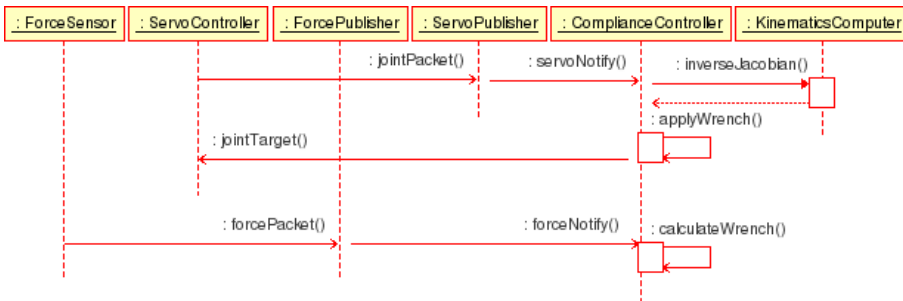 : ForceSensor
: ServoController
: ForcePublisher
: ServoPublisher
: ComplianceController
: KinematicsComputer
: jointPacket()
: servoNotify()
: inverseJacobian()
: applyWrench()
: jointTarget()
: forcePacket()
: forceNotify()
: calculateWrench()